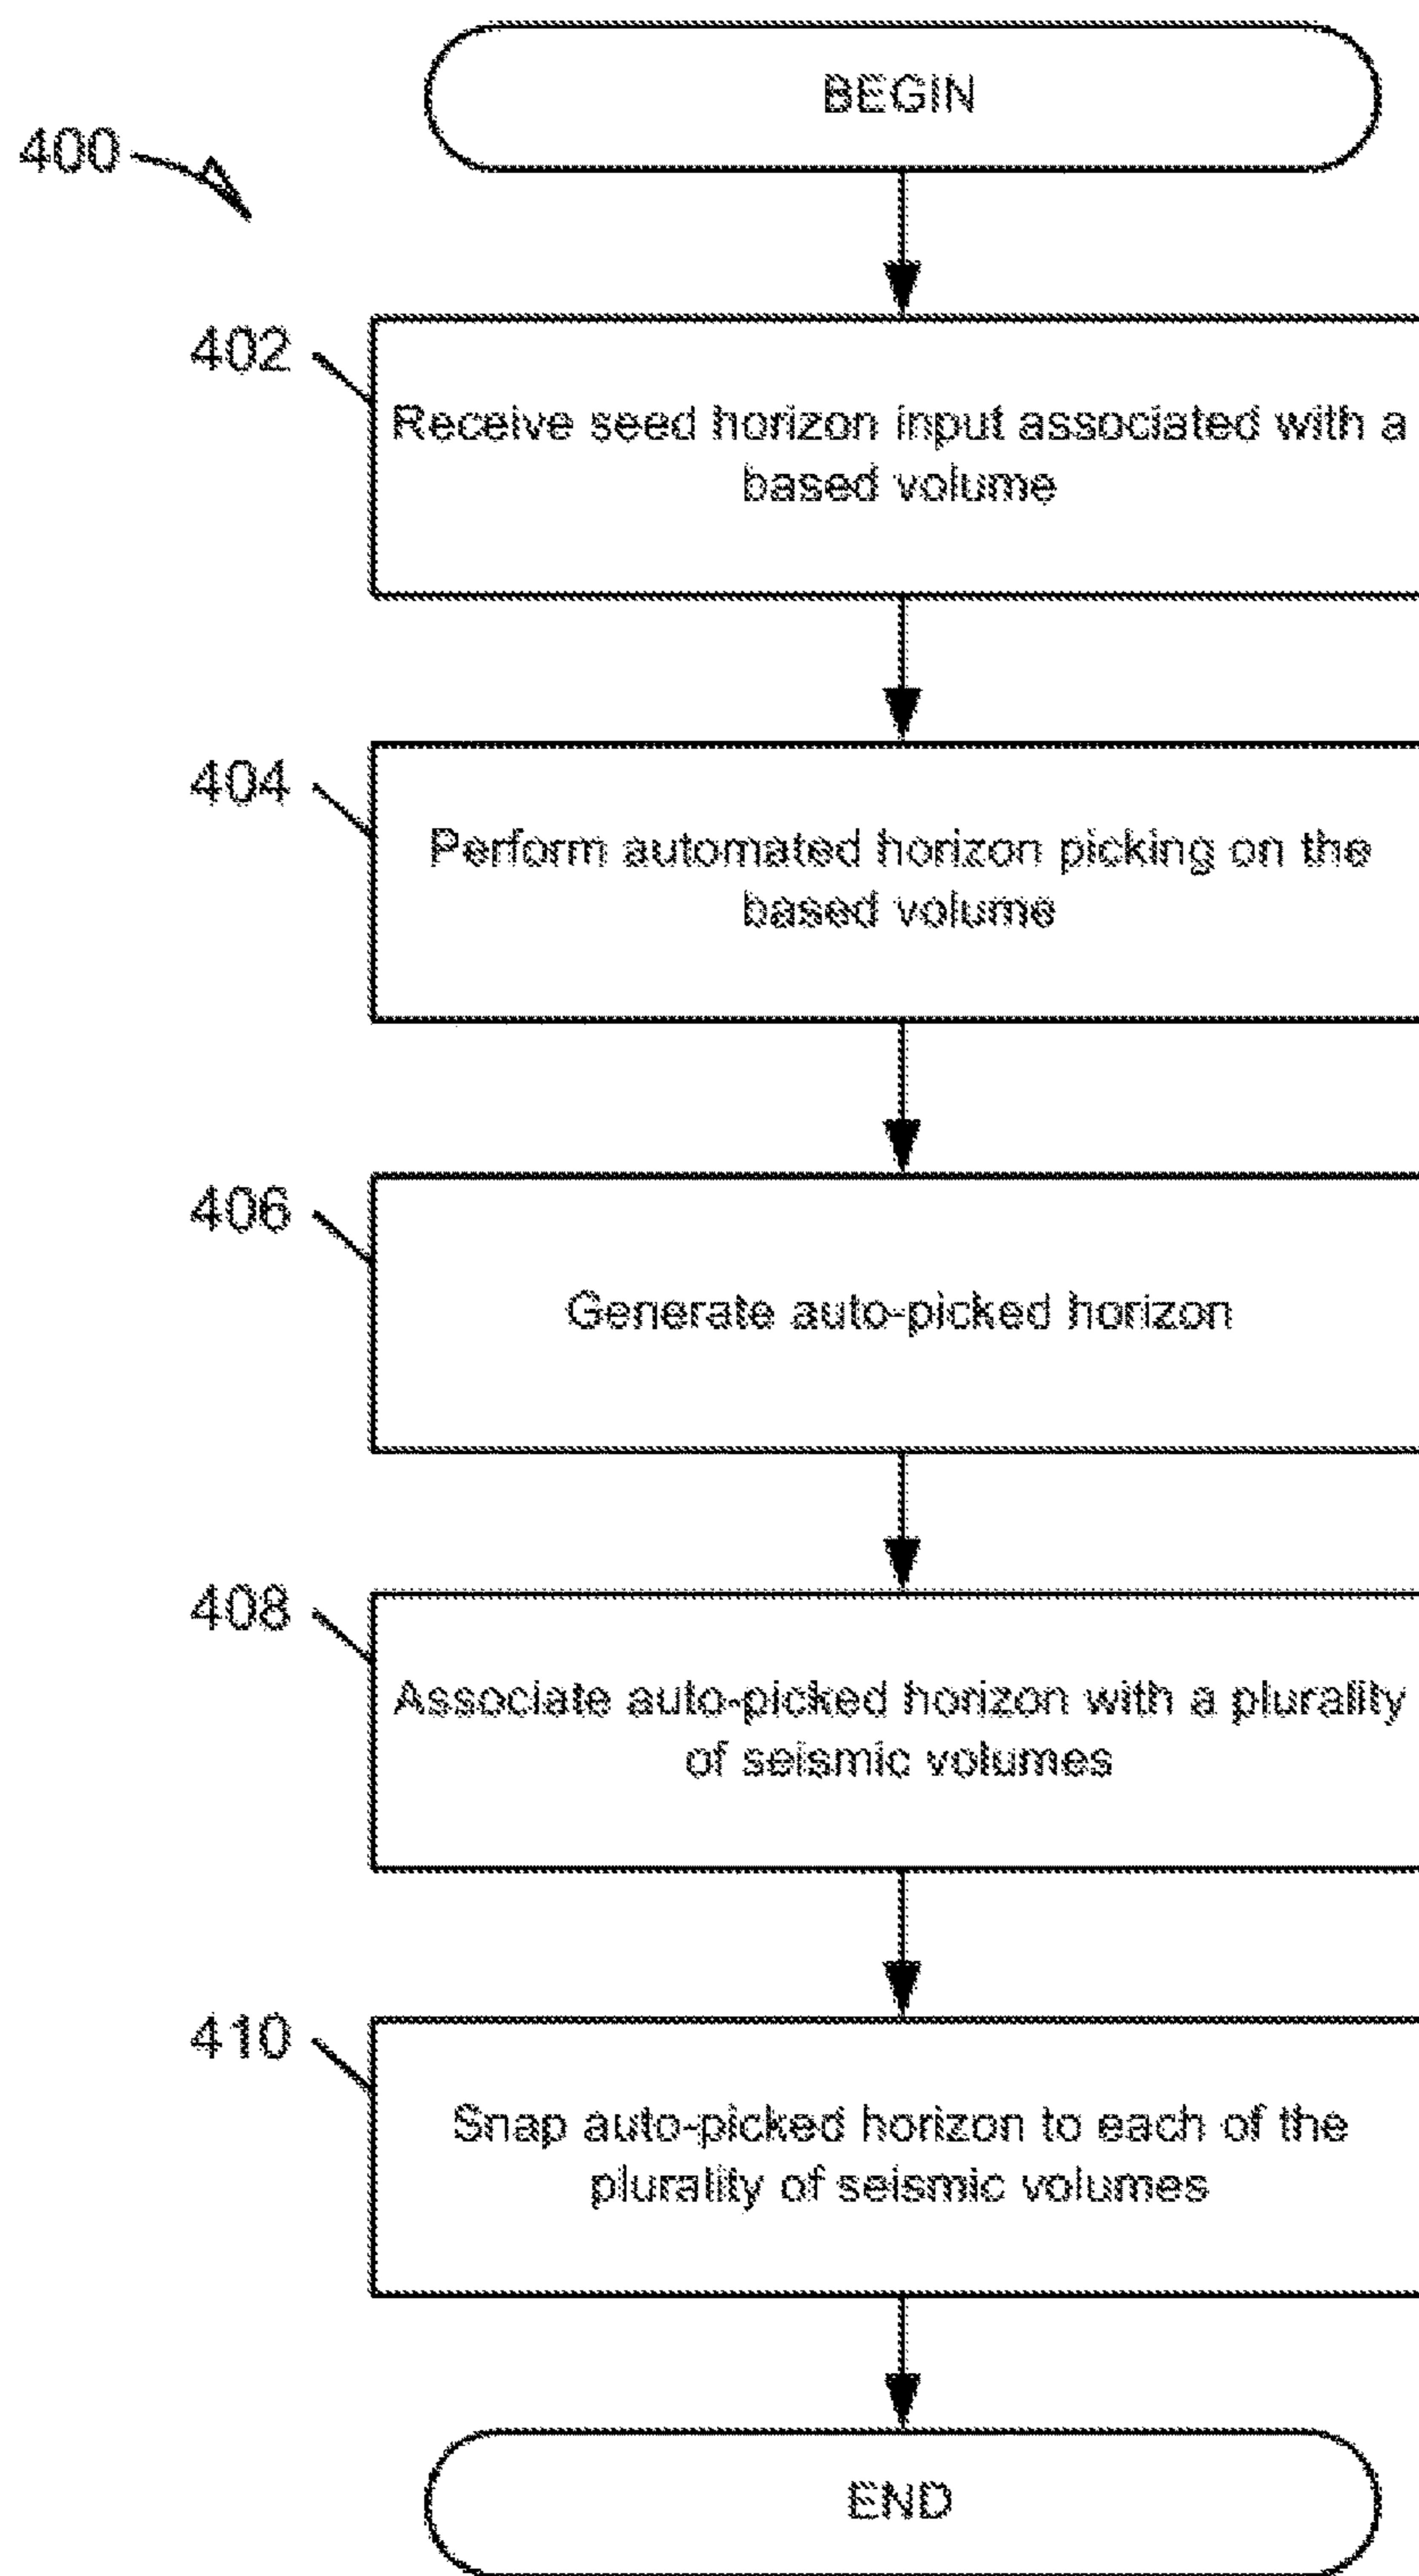 BEGIN
400
402
Receive seed horizon input associated with a
based volume
404
Perform automated horizon picking on the
based volume
406
Generate auto-picked horizon
408
Associate auto-picked horizon with a plurality
of seismic volumes
410
Snap auto-picked horizon to each of the
plurality of seismic volumes
END